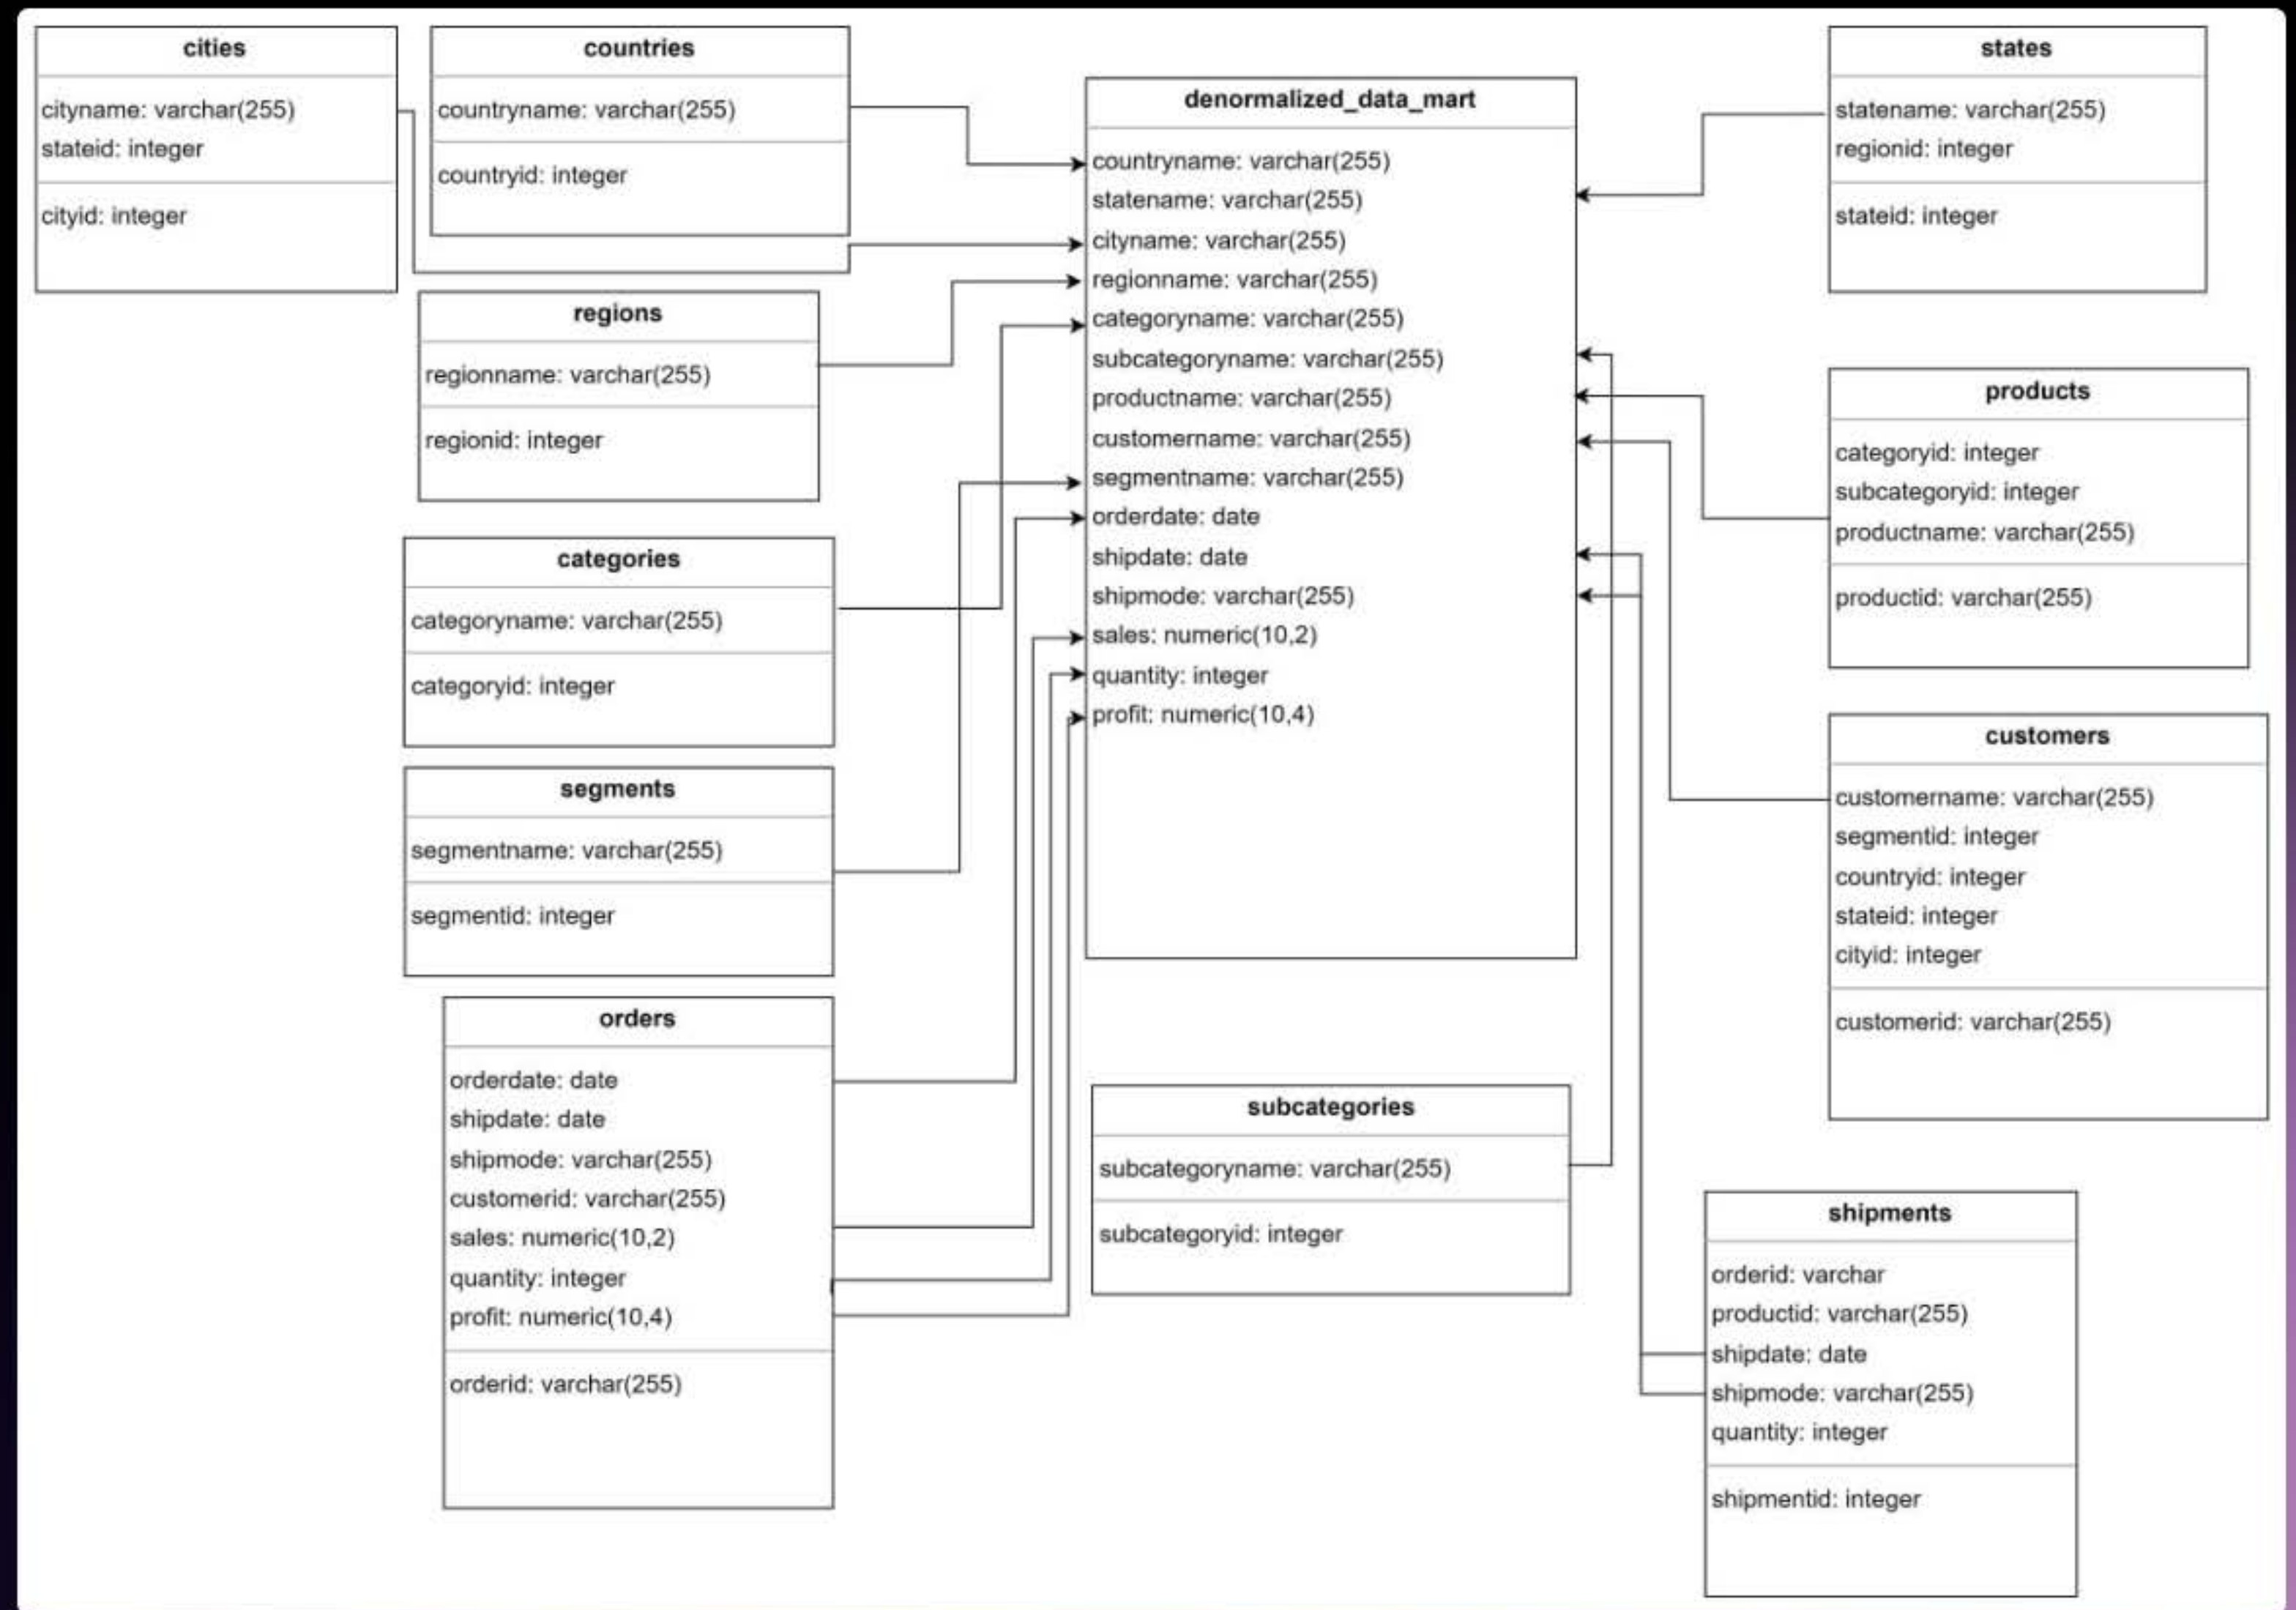 cities
cityname: varchar(255)
stateid: integer
cityid: integer
countries
countryname: varchar(255)
countryid: integer
regions
regionname: varchar(255)
regionid: integer
categories
categoryname: varchar(255)
categoryid: integer
segments
segmentname: varchar(255)
segmentid: integer
orders
orderdate: date
shipdate: date
shipmode: varchar(255)
customerid: varchar(255)
sales: numeric(10,2)
quantity: integer
profit: numeric(10,4)
orderid: varchar(255)
denormalized_data_mart
countryname: varchar(255)
statename: varchar(255)
cityname: varchar(255)
regionname: varchar(255)
categoryname: varchar(255)
subcategoryname: varchar(255)
productname: varchar(255)
customername: varchar(255)
segmentname: varchar(255)
orderdate: date
shipdate: date
shipmode: varchar(255)
sales: numeric(10,2)
quantity: integer
profit: numeric(10,4)
subcategories
subcategoryname: varchar(255)
subcategoryid: integer
states
statename: varchar(255)
regionid: integer
stateid: integer
products
categoryid: integer
subcategoryid: integer
productname: varchar(255)
productid: varchar(255)
customers
customername: varchar(255)
segmentid: integer
countryid: integer
stateid: integer
cityid: integer
customerid: varchar(255)
shipments
orderid: varchar
productid: varchar(255)
shipdate: date
shipmode: varchar(255)
quantity: integer
shipmentid: integer